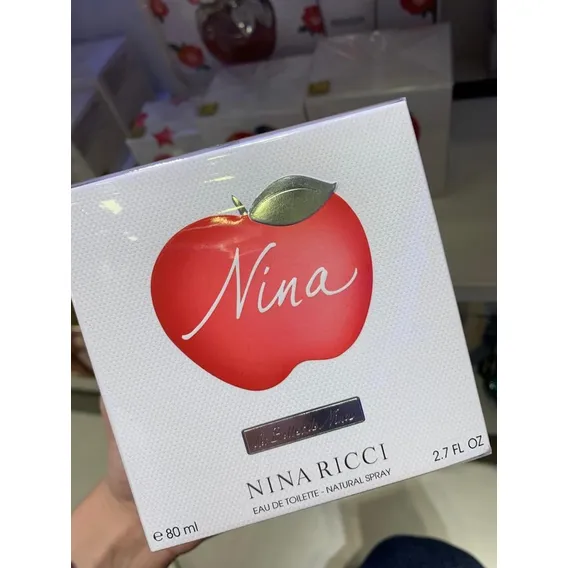 Nina
NINA RICCI
EAU DE TOILETTE - NATURAL SPRAY
℮ 80 ml
2.7 FL OZ